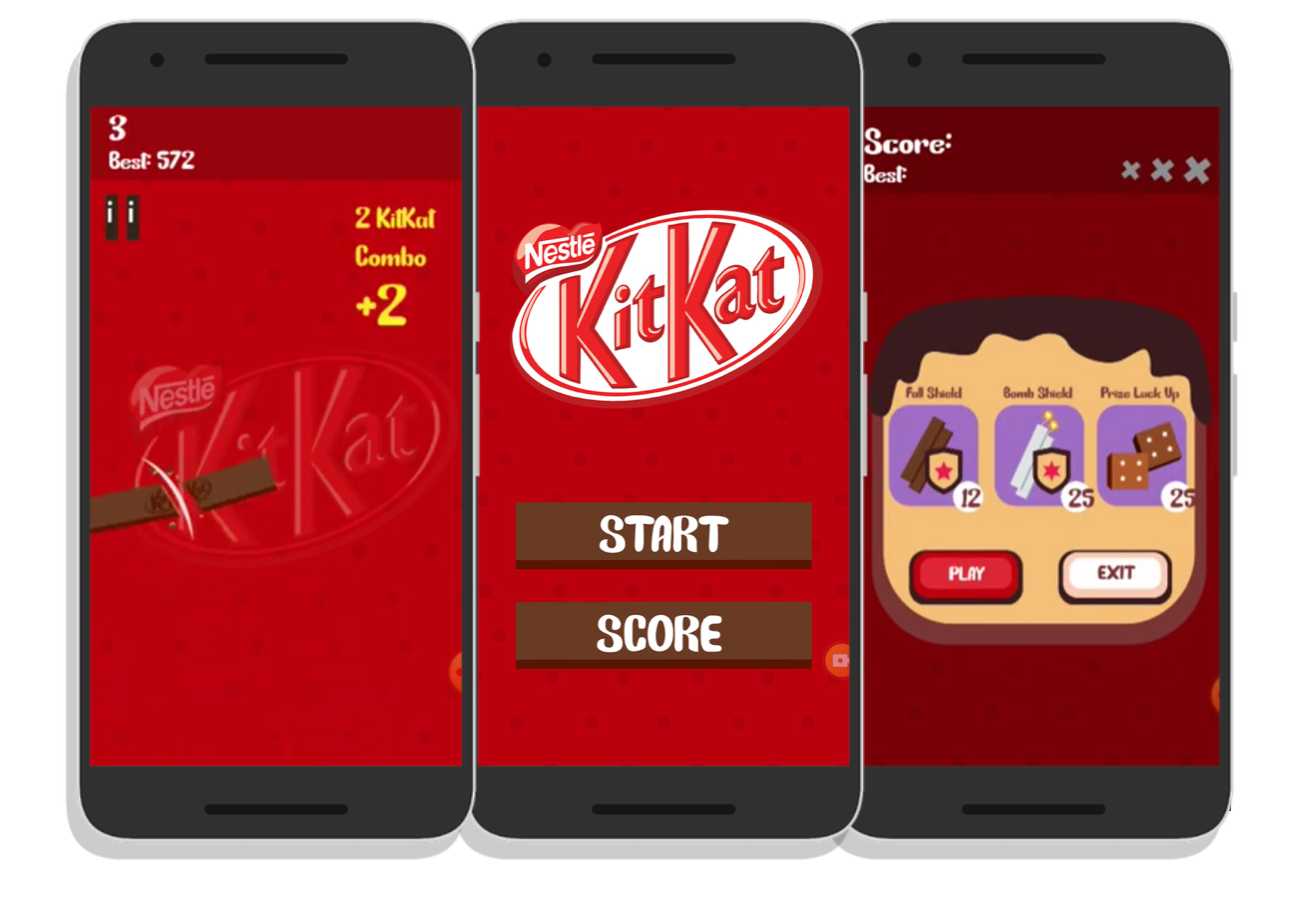 3
Best: 572
2 KitKat
Combo
+2
Nestlé
KitKat
Nestlé
KitKat
START
SCORE
Score:
Best:
Full Shield
Bomb Shield
Prize Luck Up
12
25
25
PLAY
EXIT